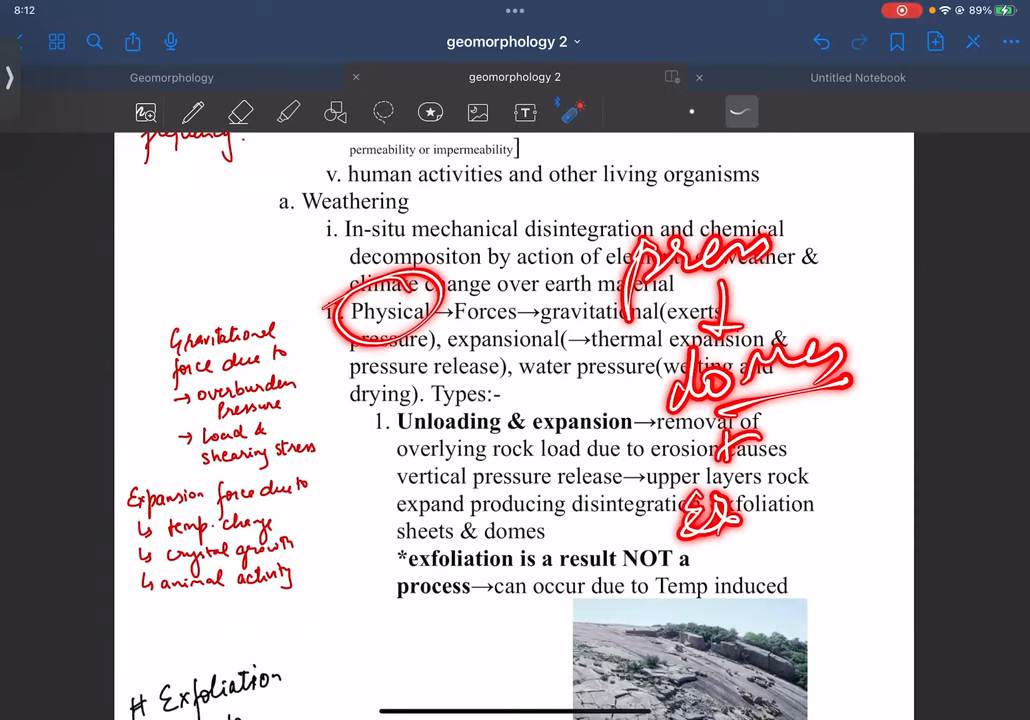 8:12
89%
geomorphology 2
Geomorphology
geomorphology 2
Untitled Notebook
frequency.
permeability or impermeability]
v. human activities and other living organisms
a. Weathering
i. In-situ mechanical disintegration and chemical
decompositon by action of weather &
climate change over earth material
Physical→Forces→gravitational(exerts
pressure), expansional(→thermal expansion &
pressure release), water pressure(wetting and
drying). Types:-
1. Unloading & expansion→removal of
overlying rock load due to erosion causes
vertical pressure release→upper layers rock
expand producing disintegration exfoliation
sheets & domes
*exfoliation is a result NOT a
process→can occur due to Temp induced
press
↓
domes
Ex
Gravitational
force due to
→ overburden
Pressure
→ Load &
shearing stress
Expansion force due to
↳ temp. change
↳ crystal growth
↳ animal activity
# Exfoliation